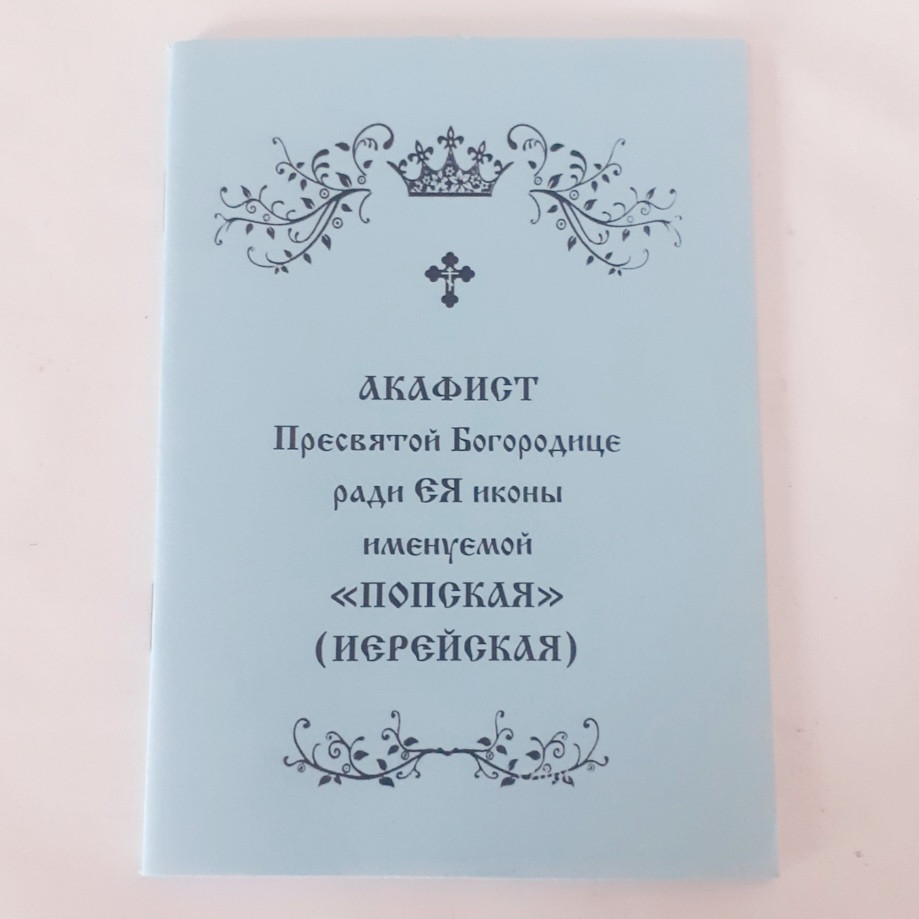 АКАФИСТ
Пресвятой Богородице
ради ЕЯ иконы
именуемой
«ПОПСКАЯ»
(ИЕРЕЙСКАЯ)